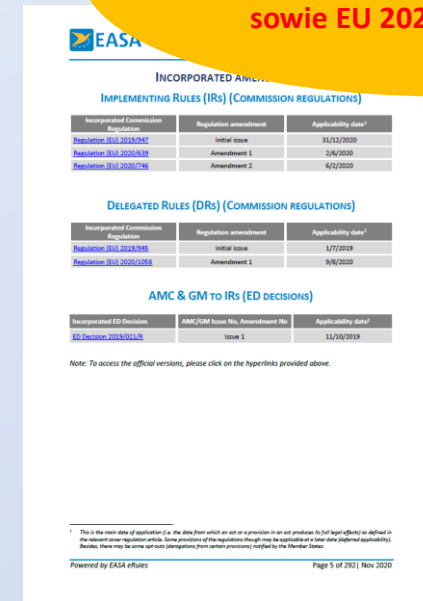 sowie EU 202
EASA
INCORPORATED AMEN
IMPLEMENTING RULES (IRS) (COMMISSION REGULATIONS)
Incorporated Commission Regulation Regulation amendment Applicability date¹
Regulation (EU) 2019/947 Initial issue 31/12/2020
Regulation (EU) 2020/639 Amendment 1 2/6/2020
Regulation (EU) 2020/746 Amendment 2 6/2/2020
DELEGATED RULES (DRS) (COMMISSION REGULATIONS)
Incorporated Commission Regulation Regulation amendment Applicability date¹
Regulation (EU) 2019/945 Initial issue 1/7/2019
Regulation (EU) 2020/1058 Amendment 1 9/8/2020
AMC & GM TO IRS (ED DECISIONS)
Incorporated ED Decision AMC/GM Issue No, Amendment No Applicability date¹
ED Decision 2019/021/R Issue 1 11/10/2019
Note: To access the official versions, please click on the hyperlinks provided above.
¹ This is the main date of application (i.e. the date from which an act or a provision in an act produces its full legal effects) as defined in
the relevant cover regulation article. Some provisions of the regulations though may be applicable at a later date (deferred applicability).
Besides, there may be some opt-outs (derogations from certain provisions) notified by the Member States.
Powered by EASA eRules Page 5 of 292| Nov 2020